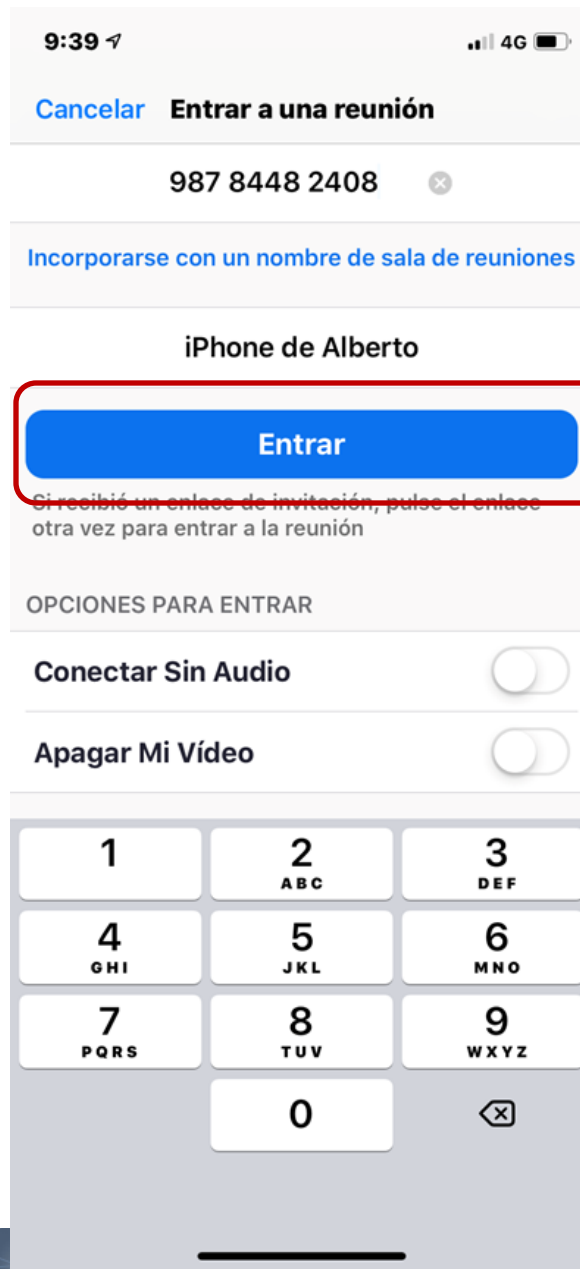 9:39 4G
Cancelar Entrar a una reunión
987 8448 2408
Incorporarse con un nombre de sala de reuniones
iPhone de Alberto
Entrar
Si recibió un enlace de invitación, pulse el enlace
otra vez para entrar a la reunión
OPCIONES PARA ENTRAR
Conectar Sin Audio
Apagar Mi Vídeo
1 2 3
ABC DEF
4 5 6
GHI JKL MNO
7 8 9
PQRS TUV WXYZ
0